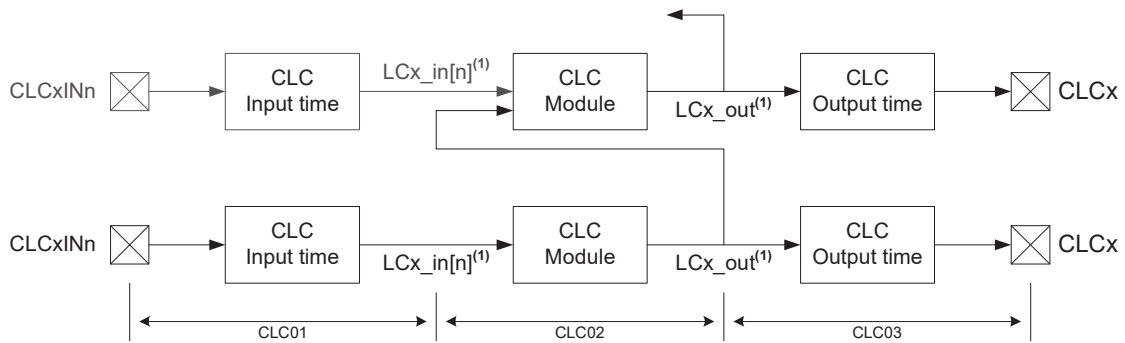 LCx_in[n](1)
CLCxINn
CLC
Input time
CLC
Module
LCx_out(1)
CLC
Output time
CLCx
CLCxINn
CLC
Input time
LCx_in[n](1)
CLC
Module
LCx_out(1)
CLC
Output time
CLCx
CLC01
CLC02
CLC03